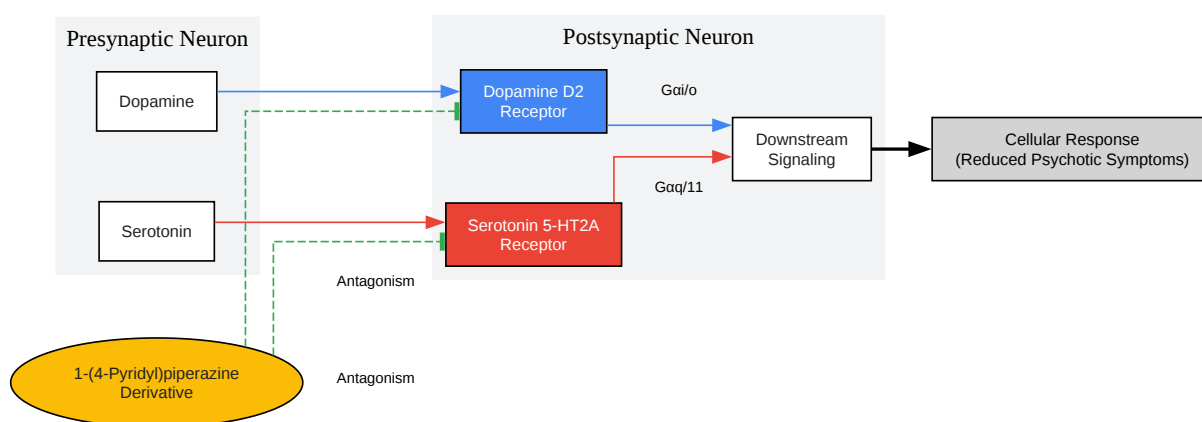 Presynaptic Neuron
Postsynaptic Neuron
Dopamine
Dopamine D2
Receptor
Gαi/o
Downstream
Signaling
Cellular Response
(Reduced Psychotic Symptoms)
Gαq/11
Serotonin
Serotonin 5-HT2A
Receptor
Antagonism
1-(4-Pyridyl)piperazine
Derivative
Antagonism